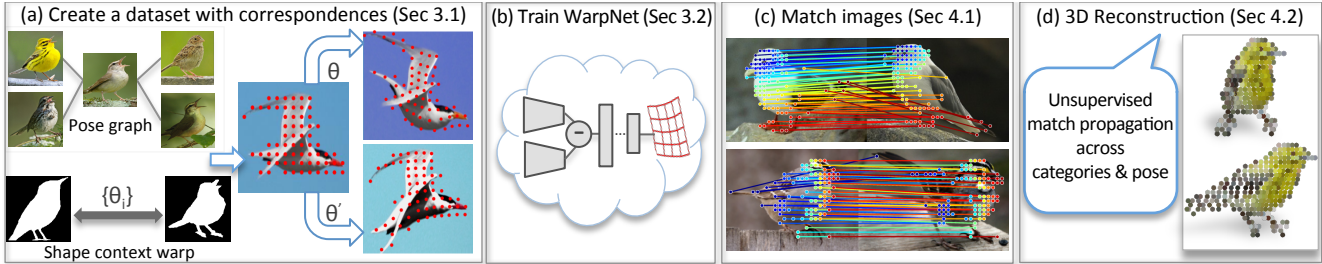 (a) Create a dataset with correspondences (Sec 3.1)
Pose graph
{θi}
Shape context warp
θ
θ′
(b) Train WarpNet (Sec 3.2)
-
(c) Match images (Sec 4.1)
(d) 3D Reconstruction (Sec 4.2)
Unsupervised
match propagation
across
categories & pose